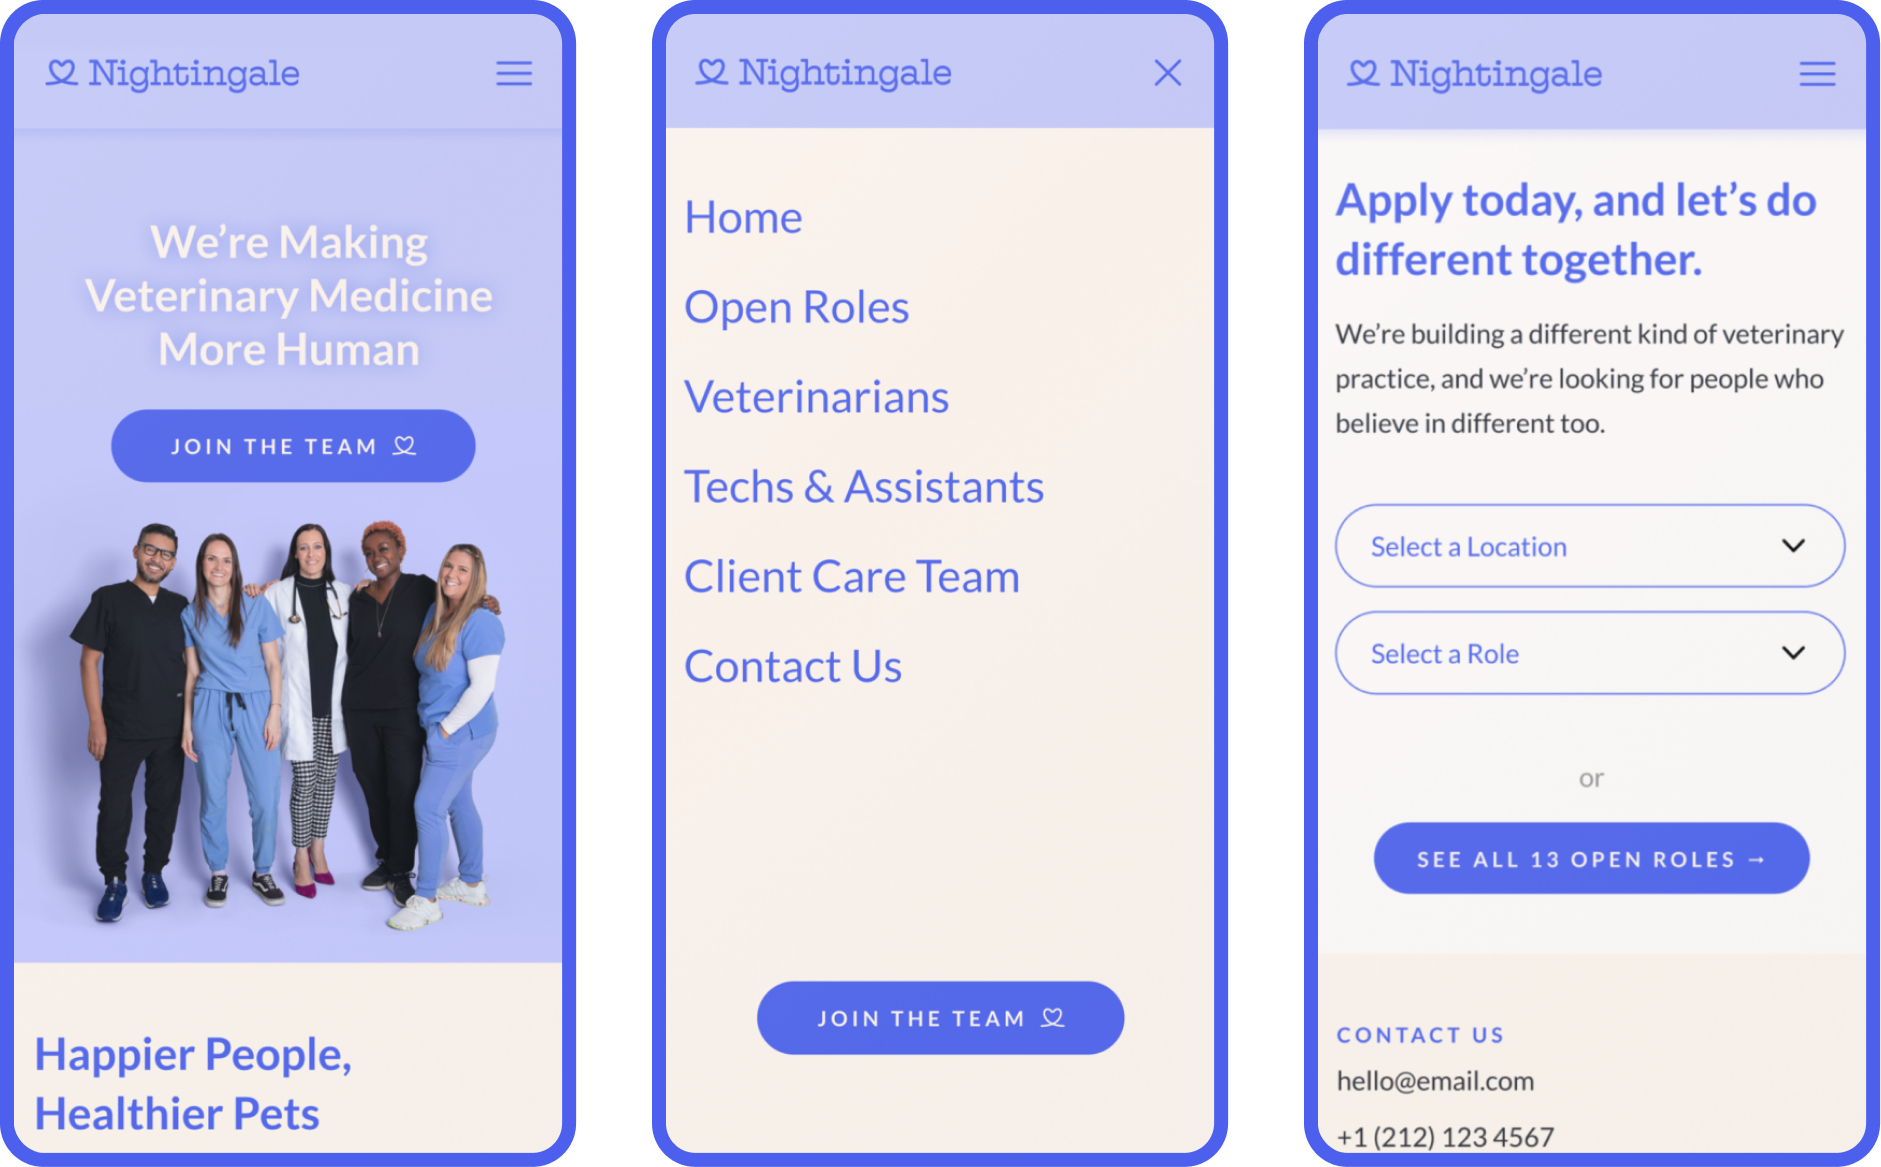 Nightingale
We’re Making
Veterinary Medicine
More Human
JOIN THE TEAM
Happier People,
Healthier Pets
Nightingale
Home
Open Roles
Veterinarians
Techs & Assistants
Client Care Team
Contact Us
JOIN THE TEAM
Nightingale
Apply today, and let’s do
different together.
We’re building a different kind of veterinary
practice, and we’re looking for people who
believe in different too.
Select a Location
Select a Role
or
SEE ALL 13 OPEN ROLES →
CONTACT US
hello@email.com
+1 (212) 123 4567